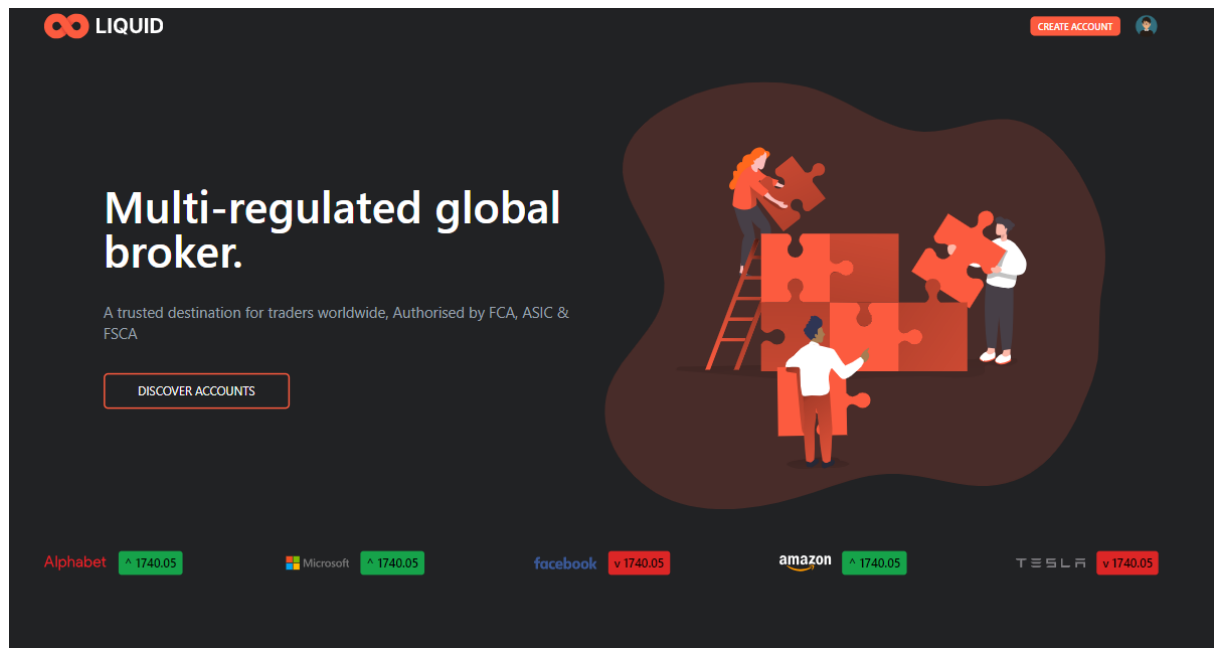 LIQUID
CREATE ACCOUNT
Multi-regulated global
broker.
A trusted destination for traders worldwide, Authorised by FCA, ASIC &
FSCA
DISCOVER ACCOUNTS
Alphabet ^ 1740.05 Microsoft ^ 1740.05 facebook v 1740.05 amazon ^ 1740.05 TESLA v 1740.05